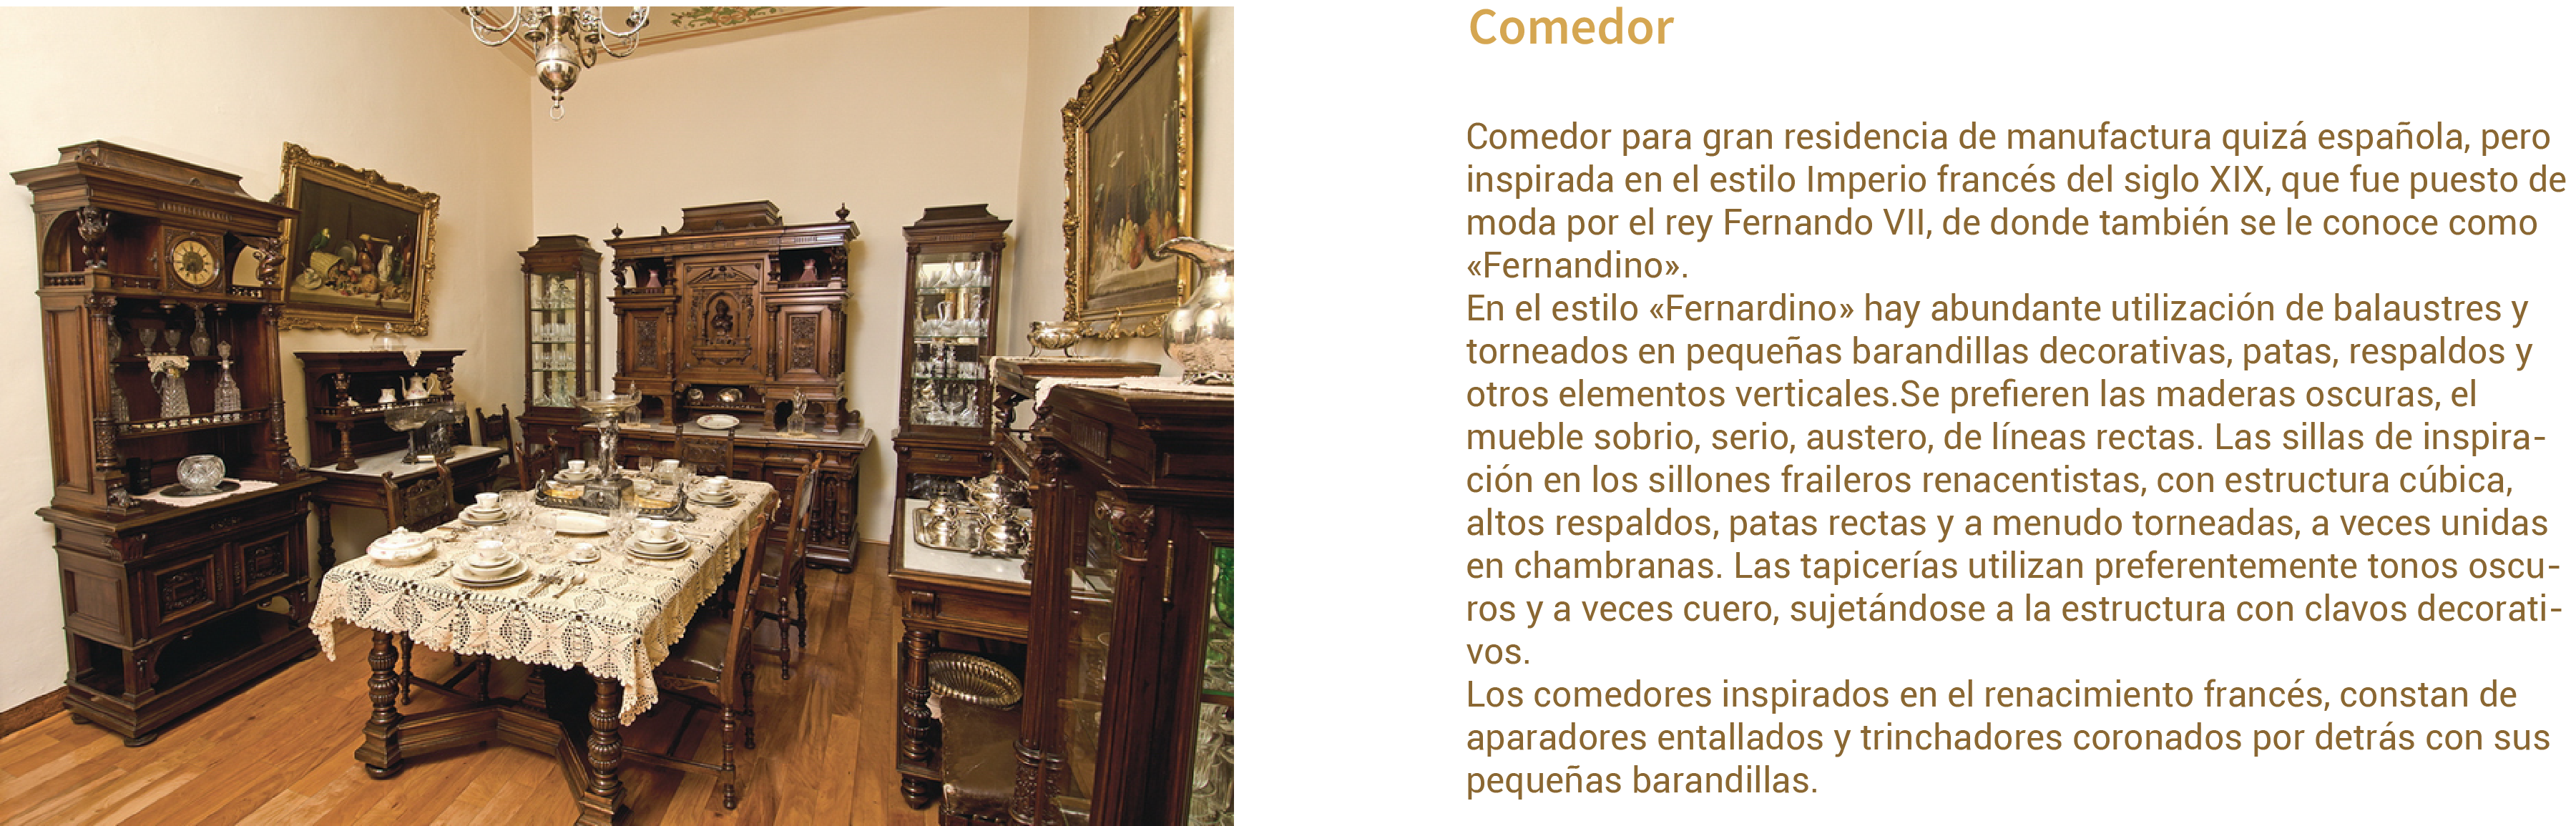 Comedor
Comedor para gran residencia de manufactura quizá española, pero
inspirada en el estilo Imperio francés del siglo XIX, que fue puesto de
moda por el rey Fernando VII, de donde también se le conoce como
«Fernandino».
En el estilo «Fernardino» hay abundante utilización de balaustres y
torneados en pequeñas barandillas decorativas, patas, respaldos y
otros elementos verticales.Se prefieren las maderas oscuras, el
mueble sobrio, serio, austero, de líneas rectas. Las sillas de inspira-
ción en los sillones fraileros renacentistas, con estructura cúbica,
altos respaldos, patas rectas y a menudo torneadas, a veces unidas
en chambranas. Las tapicerías utilizan preferentemente tonos oscu-
ros y a veces cuero, sujetándose a la estructura con clavos decorati-
vos.
Los comedores inspirados en el renacimiento francés, constan de
aparadores entallados y trinchadores coronados por detrás con sus
pequeñas barandillas.